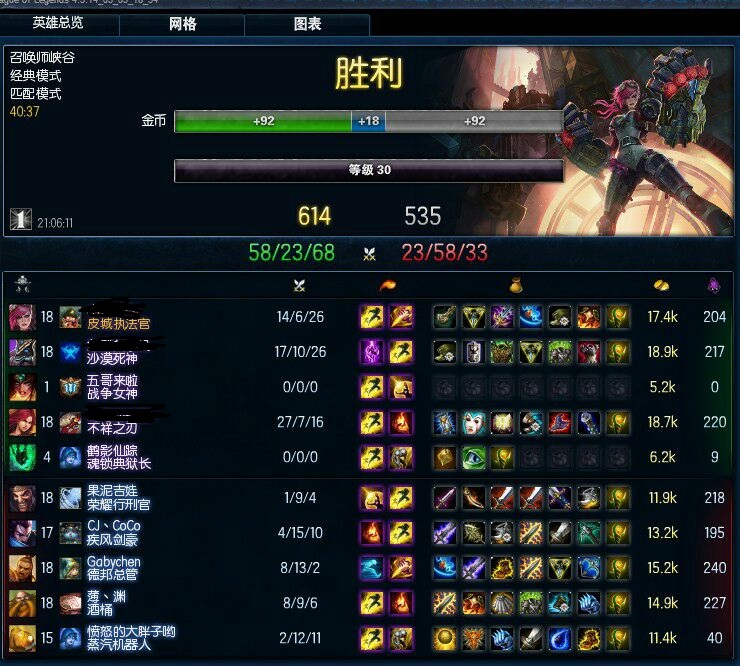 英雄总览 网格 图表
召唤师峡谷
经典模式
匹配模式
40:37
胜利
金币 +92 +18 +92
等级 30
1 21:06:11
614 535
58/23/68 23/58/33
18 皮城执法官 14/6/26 17.4k 204
18 沙漠死神 17/10/26 18.9k 217
1 五哥来啦 0/0/0 5.2k 0
战争女神
18 不祥之刃 27/7/16 18.7k 220
4 鹤影仙踪 0/0/0 6.2k 9
魂锁典狱长
18 果泥吉娃 1/9/4 11.9k 218
荣耀行刑官
17 CJ、CoCo 4/15/10 13.2k 195
疾风剑豪
18 Gabychen 8/13/2 15.2k 240
德邦总管
18 薄、渊 8/9/6 14.9k 227
酒桶
15 愤怒的大胖子哟 2/12/11 11.4k 40
蒸汽机器人